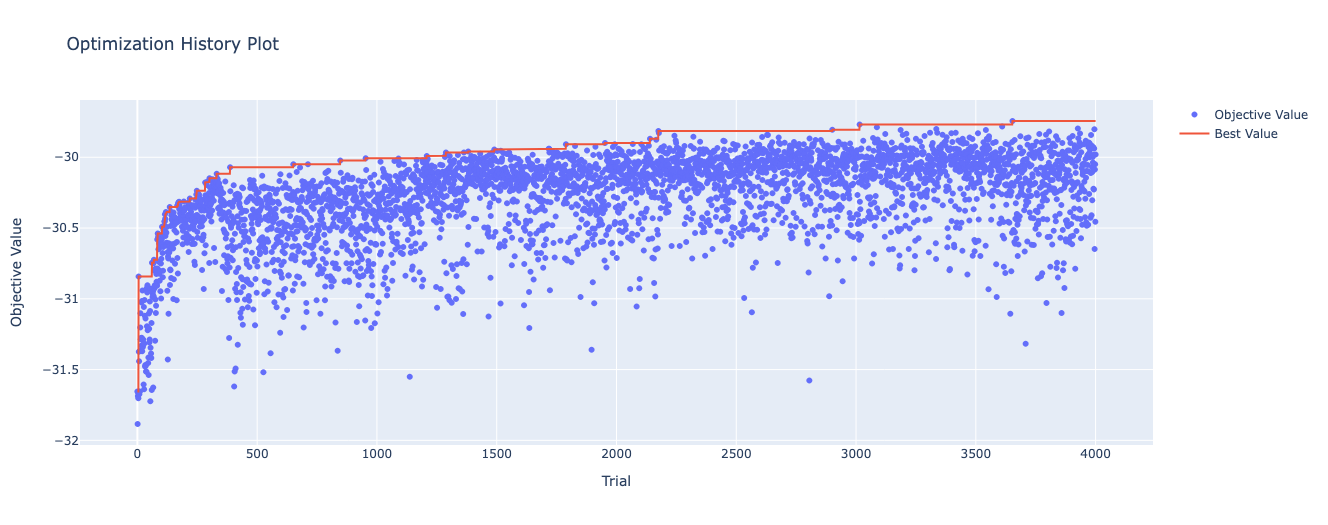 Optimization History Plot
Objective Value
Best Value
−30
−30.5
−31
−31.5
−32
Objective Value
0 500 1000 1500 2000 2500 3000 3500 4000
Trial